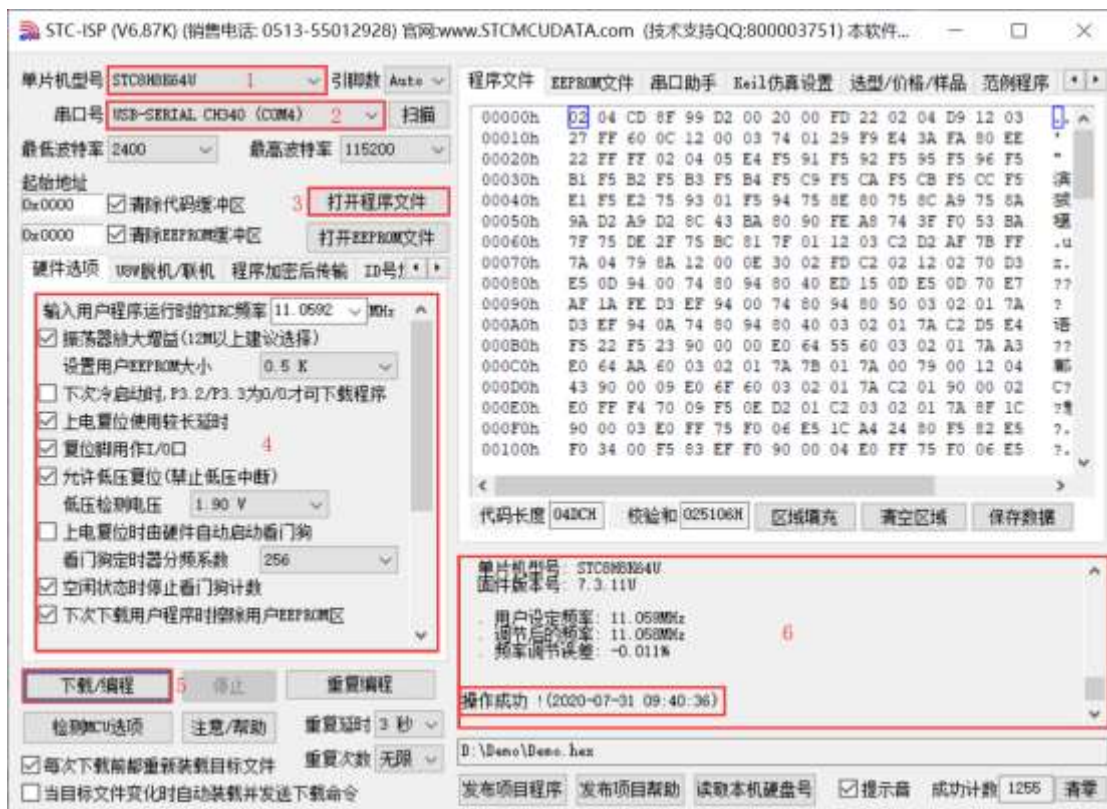 STC-ISP (V6.87K) (销售电话: 0513-55012928) 官网:www.STCMCUDATA.com (技术支持QQ:800003751) 本软件...
单片机型号 STC8H8K64U 1 引脚数 Auto
串口号 USB-SERIAL CH340 (COM4) 2 扫描
最低波特率 2400 最高波特率 115200
起始地址
0x0000 清除代码缓冲区 3 打开程序文件
0x0000 清除EEPROM缓冲区 打开EEPROM文件
硬件选项 U8W脱机/联机 程序加密后传输 ID号
输入用户程序运行时的IRC频率 11.0592 MHz
振荡器放大增益(12M以上建议选择)
设置用户EEPROM大小 0.5 K
下次冷启动时,P3.2/P3.3为0/0才可下载程序
上电复位使用较长延时
复位脚用作I/O口 4
允许低压复位(禁止低压中断)
低压检测电压 1.90 V
上电复位时由硬件自动启动看门狗
看门狗定时器分频系数 256
空闲状态时停止看门狗计数
下次下载用户程序时擦除用户EEPROM区
下载/编程 5 停止 重复编程
检测MCU选项 注意/帮助 重复延时 3 秒
每次下载前都重新装载目标文件 重复次数 无限
当目标文件变化时自动装载并发送下载命令
程序文件 EEPROM文件 串口助手 Keil仿真设置 选型/价格/样品 范例程序
00000h 02 04 CD 8F 99 D2 00 20 00 FD 22 02 04 D9 12 03
00010h 27 FF 60 0C 12 00 03 74 01 29 F9 E4 3A FA 80 EE
00020h 22 FF FF 02 04 05 E4 F5 91 F5 92 F5 95 F5 96 F5
00030h B1 F5 B2 F5 B3 F5 B4 F5 C9 F5 CA F5 CB F5 CC F5
00040h E1 F5 E2 75 93 01 F5 94 75 8E 80 75 8C A9 75 8A
00050h 9A D2 A9 D2 8C 43 BA 80 90 FE A8 74 3F F0 53 BA
00060h 7F 75 DE 2F 75 BC 81 7F 01 12 03 C2 D2 AF 7B FF .u
00070h 7A 04 79 8A 12 00 0E 30 02 FD C2 02 12 02 70 D3 z.
00080h E5 0D 94 00 74 80 94 80 40 ED 15 0D E5 0D 70 E7 ??
00090h AF 1A FE D3 EF 94 00 74 80 94 80 50 03 02 01 7A ?
000A0h D3 EF 94 0A 74 80 94 80 40 03 02 01 7A C2 D5 E4 语
000B0h F5 22 F5 23 90 00 00 E0 64 55 60 03 02 01 7A A3 ??
000C0h E0 64 AA 60 03 02 01 7A 7B 01 7A 00 79 00 12 04
000D0h 43 90 00 09 E0 6F 60 03 02 01 7A C2 01 90 00 02 C?
000E0h E0 FF F4 70 09 F5 0E D2 01 C2 03 02 01 7A 8F 1C
000F0h 90 00 03 E0 FF 75 F0 06 E5 1C A4 24 80 F5 82 E5 ?.
00100h F0 34 00 F5 83 EF F0 90 00 04 E0 FF 75 F0 06 E5 ?.
代码长度 04DCH 校验和 025106H 区域填充 清空区域 保存数据
单片机型号: STC8H8K64U
固件版本号: 7.3.11U
. 用户设定频率: 11.059MHz
. 调节后的频率: 11.058MHz
. 频率调节误差: -0.011%
6
操作成功 !(2020-07-31 09:40:36)
D:\Demo\Demo.hex
发布项目程序 发布项目帮助 读取本机硬盘号 提示音 成功计数 1256 清零